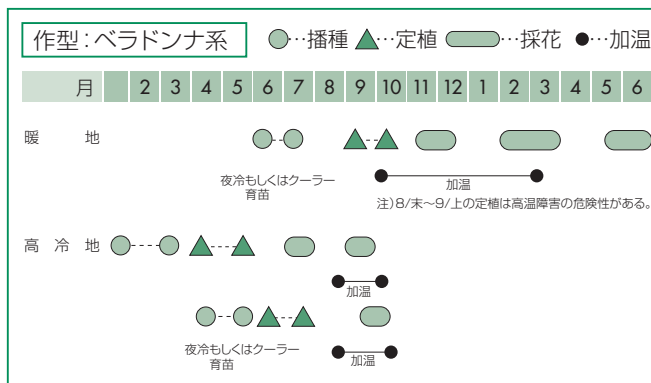 作型：ベラドンナ系 …播種 …定植 …採花 …加温
月 2 3 4 5 6 7 8 9 10 11 12 1 2 3 4 5 6
暖地
夜冷もしくはクーラー
育苗
加温
注）8/末～9/上の定植は高温障害の危険性がある。
高冷地
加温
夜冷もしくはクーラー
育苗
加温